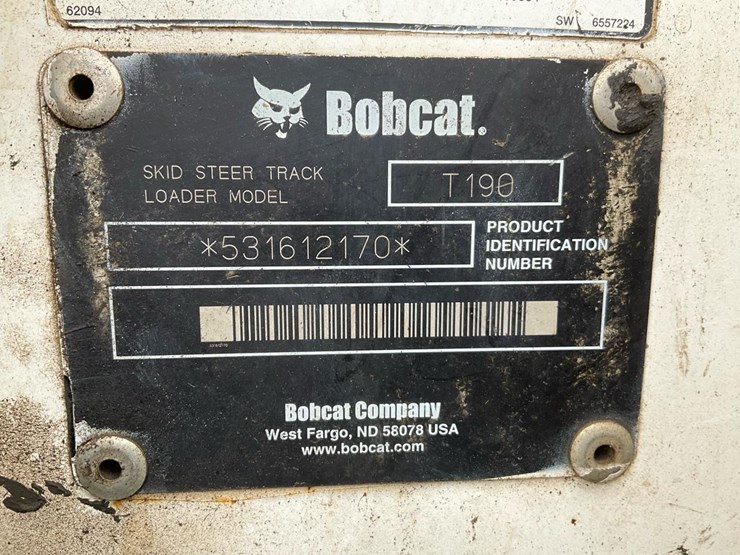 62094
SW 6557224
Bobcat.
SKID STEER TRACK
LOADER MODEL
T190
*531612170*
PRODUCT
IDENTIFICATION
NUMBER
Bobcat Company
West Fargo, ND 58078 USA
www.bobcat.com